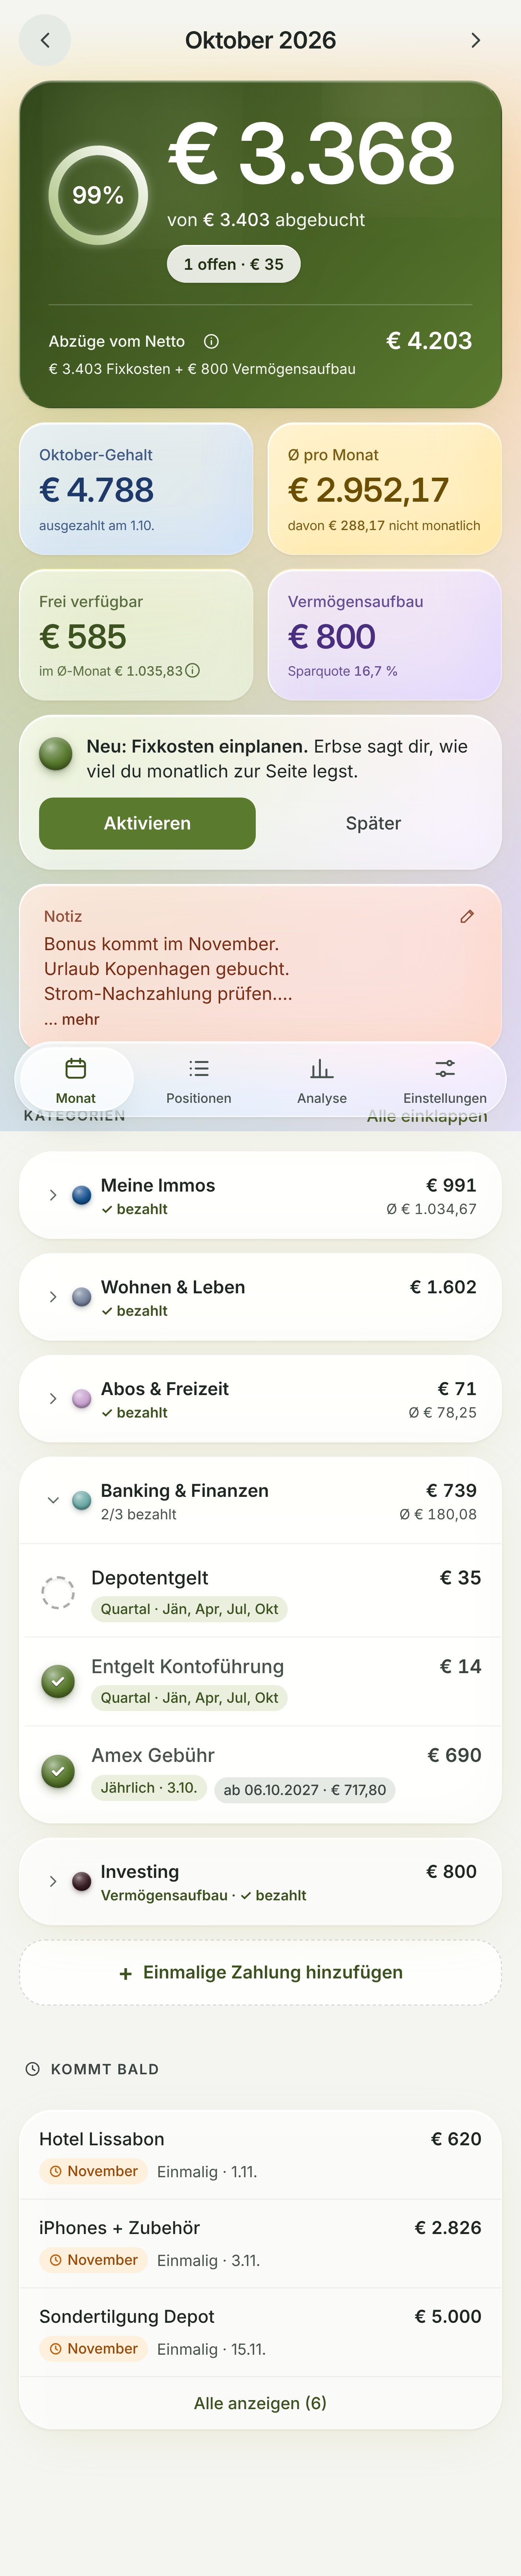 Oktober 2026
99%
€ 3.368
von € 3.403 abgebucht
1 offen · € 35
Abzüge vom Netto
€ 4.203
€ 3.403 Fixkosten + € 800 Vermögensaufbau
Oktober-Gehalt
€ 4.788
ausgezahlt am 1.10.
Ø pro Monat
€ 2.952,17
davon € 288,17 nicht monatlich
Frei verfügbar
€ 585
im Ø-Monat € 1.035,83
Vermögensaufbau
€ 800
Sparquote 16,7 %
Neu: Fixkosten einplanen. Erbse sagt dir, wie
viel du monatlich zur Seite legst.
Aktivieren
Später
Notiz
Bonus kommt im November.
Urlaub Kopenhagen gebucht.
Strom-Nachzahlung prüfen....
... mehr
Monat
Positionen
Analyse
Einstellungen
KATEGORIEN
Alle einklappen
Meine Immos
€ 991
✓ bezahlt
Ø € 1.034,67
Wohnen & Leben
€ 1.602
✓ bezahlt
Abos & Freizeit
€ 71
✓ bezahlt
Ø € 78,25
Banking & Finanzen
€ 739
2/3 bezahlt
Ø € 180,08
Depotentgelt
€ 35
Quartal · Jän, Apr, Jul, Okt
Entgelt Kontoführung
€ 14
Quartal · Jän, Apr, Jul, Okt
Amex Gebühr
€ 690
Jährlich · 3.10.
ab 06.10.2027 · € 717,80
Investing
€ 800
Vermögensaufbau · ✓ bezahlt
+ Einmalige Zahlung hinzufügen
KOMMT BALD
Hotel Lissabon
€ 620
November
Einmalig · 1.11.
iPhones + Zubehör
€ 2.826
November
Einmalig · 3.11.
Sondertilgung Depot
€ 5.000
November
Einmalig · 15.11.
Alle anzeigen (6)